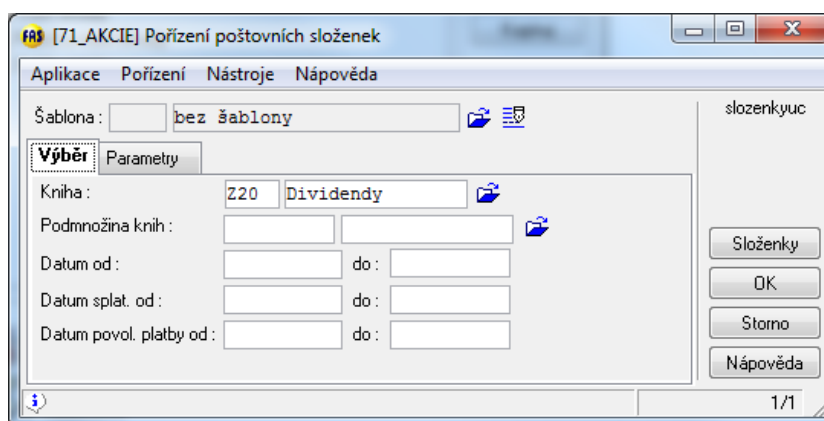 FAS [71_AKCIE] Pořízení poštovních složenek
Aplikace Pořízení Nástroje Nápověda
Šablona : bez šablony
slozenkyuc
Výběr Parametry
Kniha : Z20 Dividendy
Podmnožina knih :
Datum od : do :
Datum splat. od : do :
Datum povol. platby od : do :
Složenky
OK
Storno
Nápověda
1/1